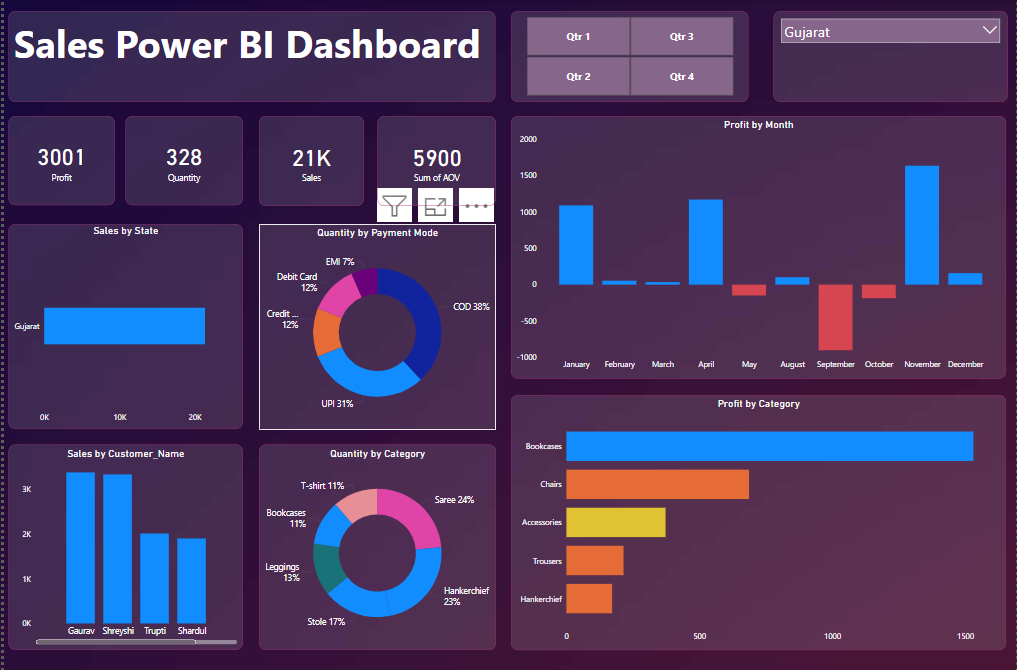 Sales Power BI Dashboard
Qtr 1
Qtr 3
Qtr 2
Qtr 4
Gujarat
3001
Profit
328
Quantity
21K
Sales
5900
Sum of AOV
Sales by State
Gujarat
0K
10K
20K
Quantity by Payment Mode
EMI 7%
Debit Card
12%
Credit ...
12%
COD 38%
UPI 31%
Profit by Month
2000
1500
1000
500
0
-500
-1000
January
February
March
April
May
August
September
October
November
December
Sales by Customer_Name
3K
2K
1K
0K
Gaurav
Shreyshi
Trupti
Shardul
Quantity by Category
T-shirt 11%
Saree 24%
Bookcases
11%
Leggings
13%
Hankerchief
23%
Stole 17%
Profit by Category
Bookcases
Chairs
Accessories
Trousers
Hankerchief
0
500
1000
1500